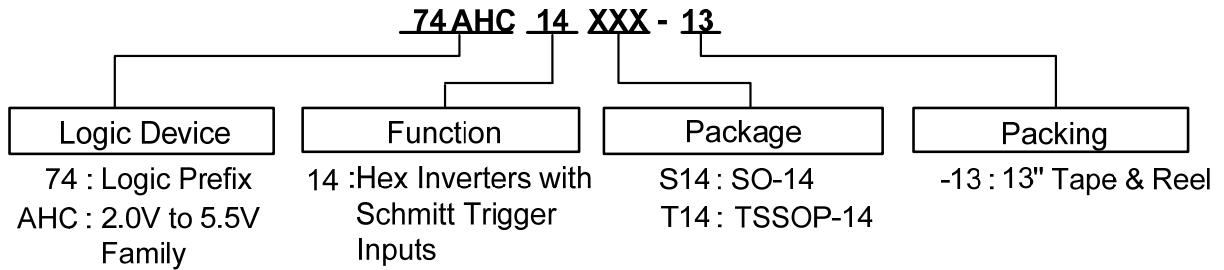 74 AHC 14 XXX - 13
Logic Device
74 : Logic Prefix
AHC : 2.0V to 5.5V
Family
Function
14 :Hex Inverters with
Schmitt Trigger
Inputs
Package
S14 : SO-14
T14 : TSSOP-14
Packing
-13 : 13" Tape & Reel